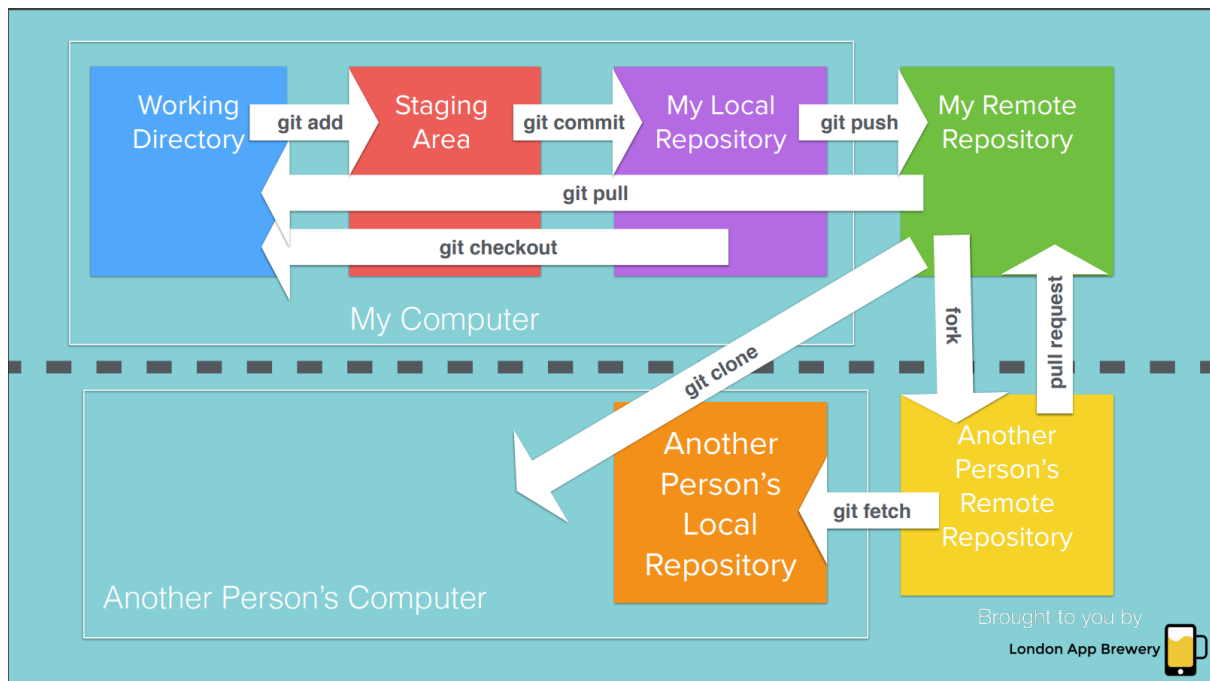 Working
Directory
git add
Staging
Area
git commit
My Local
Repository
git push
My Remote
Repository
git pull
git checkout
My Computer
git clone
fork
pull request
Another
Person's
Local
Repository
git fetch
Another
Person's
Remote
Repository
Another Person's Computer
Brought to you by
London App Brewery